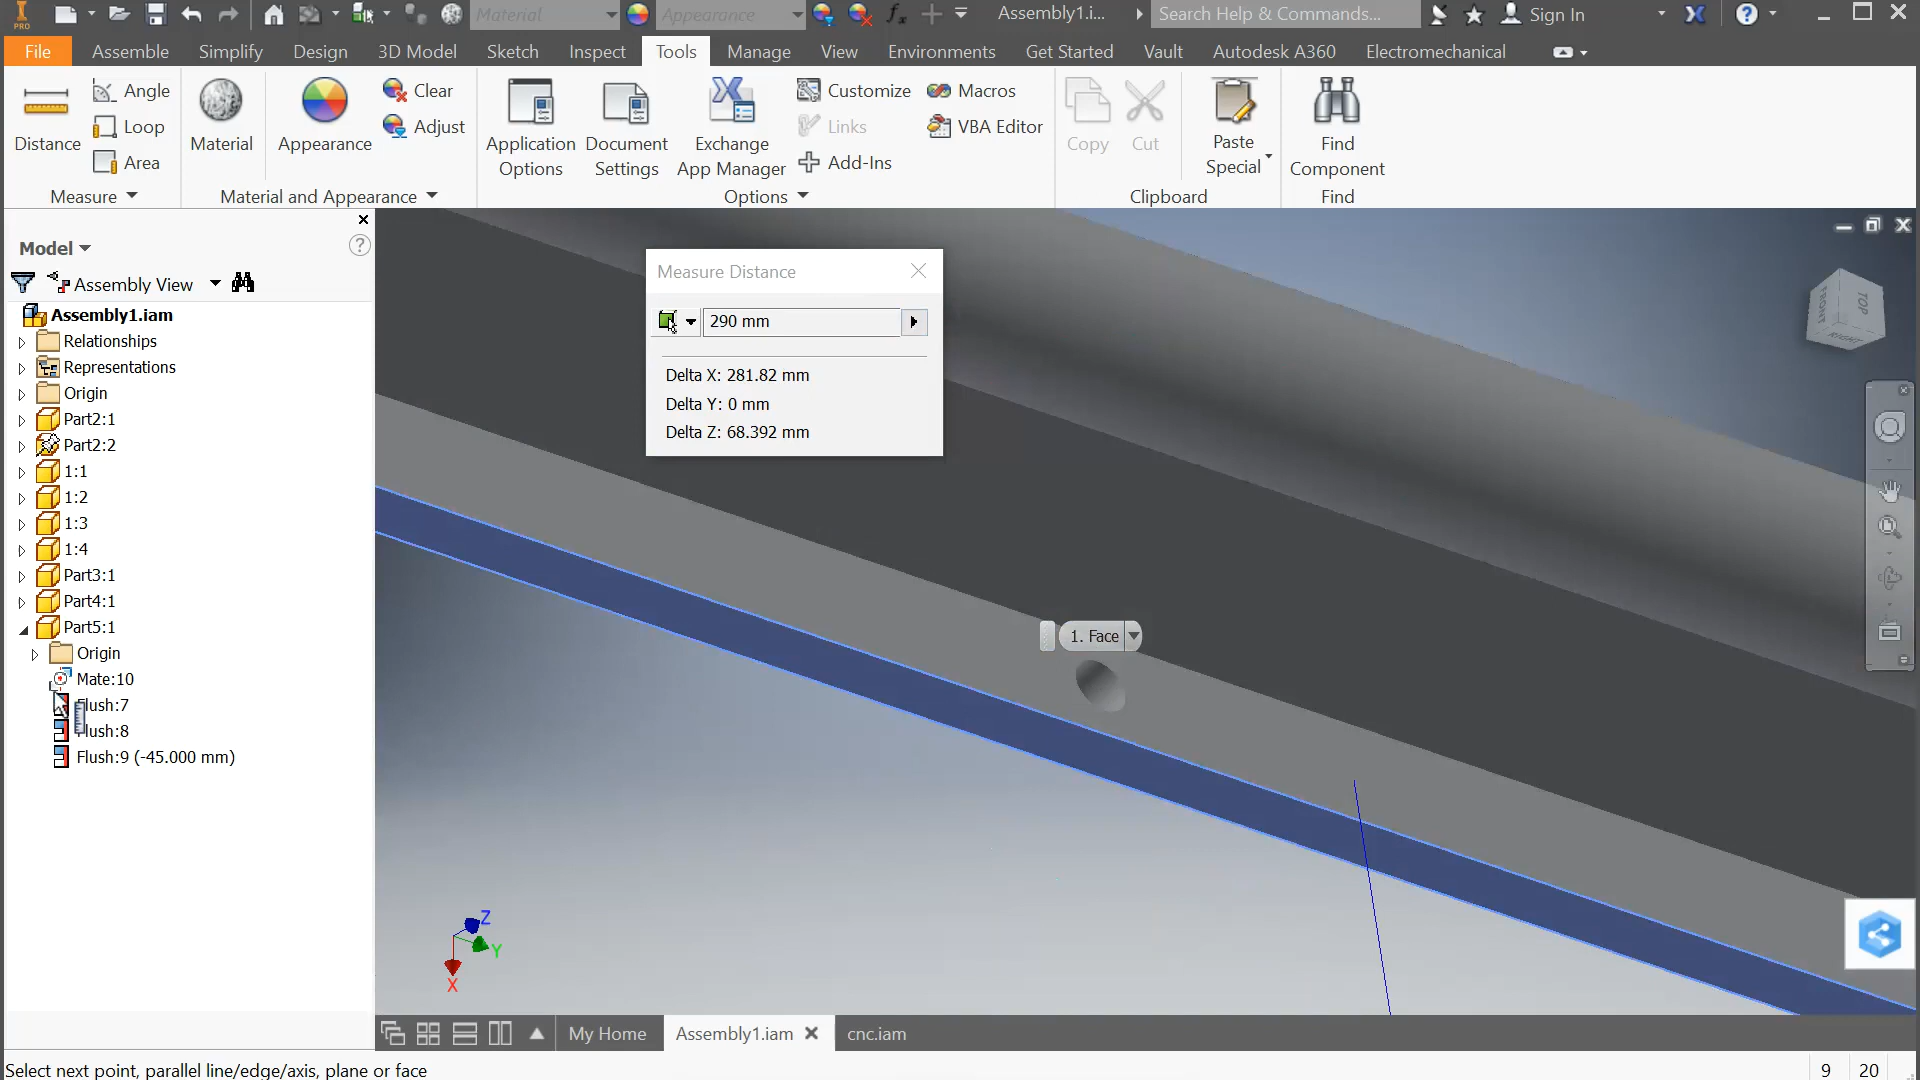 PRO
Material
Appearance
Assembly1.i...
Search Help & Commands...
Sign In
File
Assemble
Simplify
Design
3D Model
Sketch
Inspect
Tools
Manage
View
Environments
Get Started
Vault
Autodesk A360
Electromechanical
Distance
Angle
Loop
Area
Measure
Material
Appearance
Clear
Adjust
Material and Appearance
Application
Options
Document
Settings
Exchange
App Manager
Customize
Links
Add-Ins
Macros
VBA Editor
Options
Copy
Cut
Paste
Special
Clipboard
Find
Component
Find
Model
Assembly View
Assembly1.iam
Relationships
Representations
Origin
Part2:1
Part2:2
1:1
1:2
1:3
1:4
Part3:1
Part4:1
Part5:1
Origin
Mate:10
lush:7
lush:8
Flush:9 (-45.000 mm)
Measure Distance
290 mm
Delta X: 281.82 mm
Delta Y: 0 mm
Delta Z: 68.392 mm
FRONT
TOP
RIGHT
1. Face
Z
Y
X
My Home
Assembly1.iam
cnc.iam
Select next point, parallel line/edge/axis, plane or face
9
20